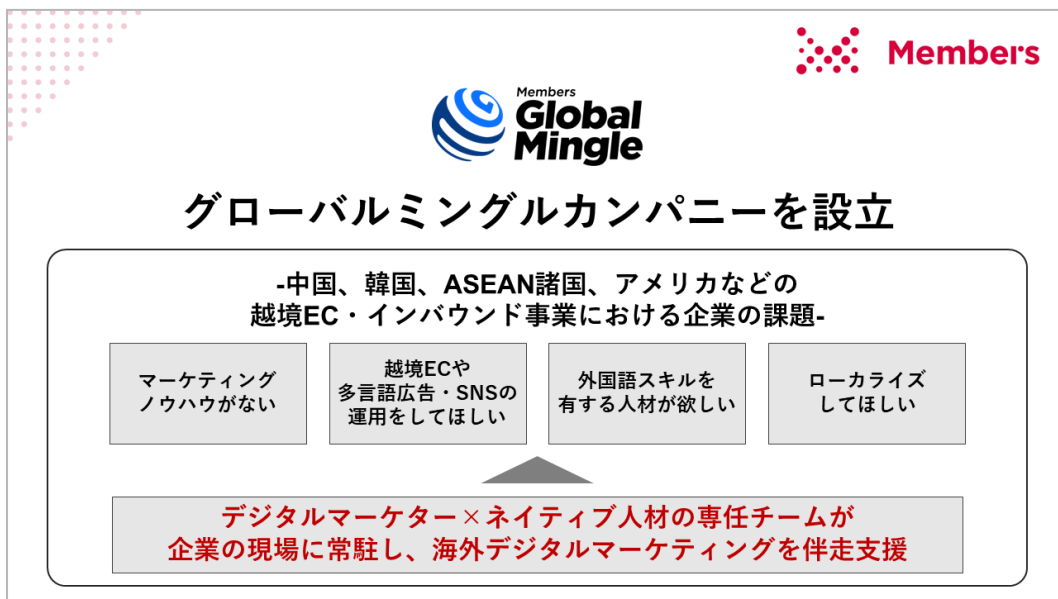 Members
Members
Global
Mingle
グローバルミングルカンパニーを設立
-中国、韓国、ASEAN諸国、アメリカなどの
越境EC・インバウンド事業における企業の課題-
マーケティング
ノウハウがない
越境ECや
多言語広告・SNSの
運用をしてほしい
外国語スキルを
有する人材が欲しい
ローカライズ
してほしい
デジタルマーケター×ネイティブ人材の専任チームが
企業の現場に常駐し、海外デジタルマーケティングを伴走支援